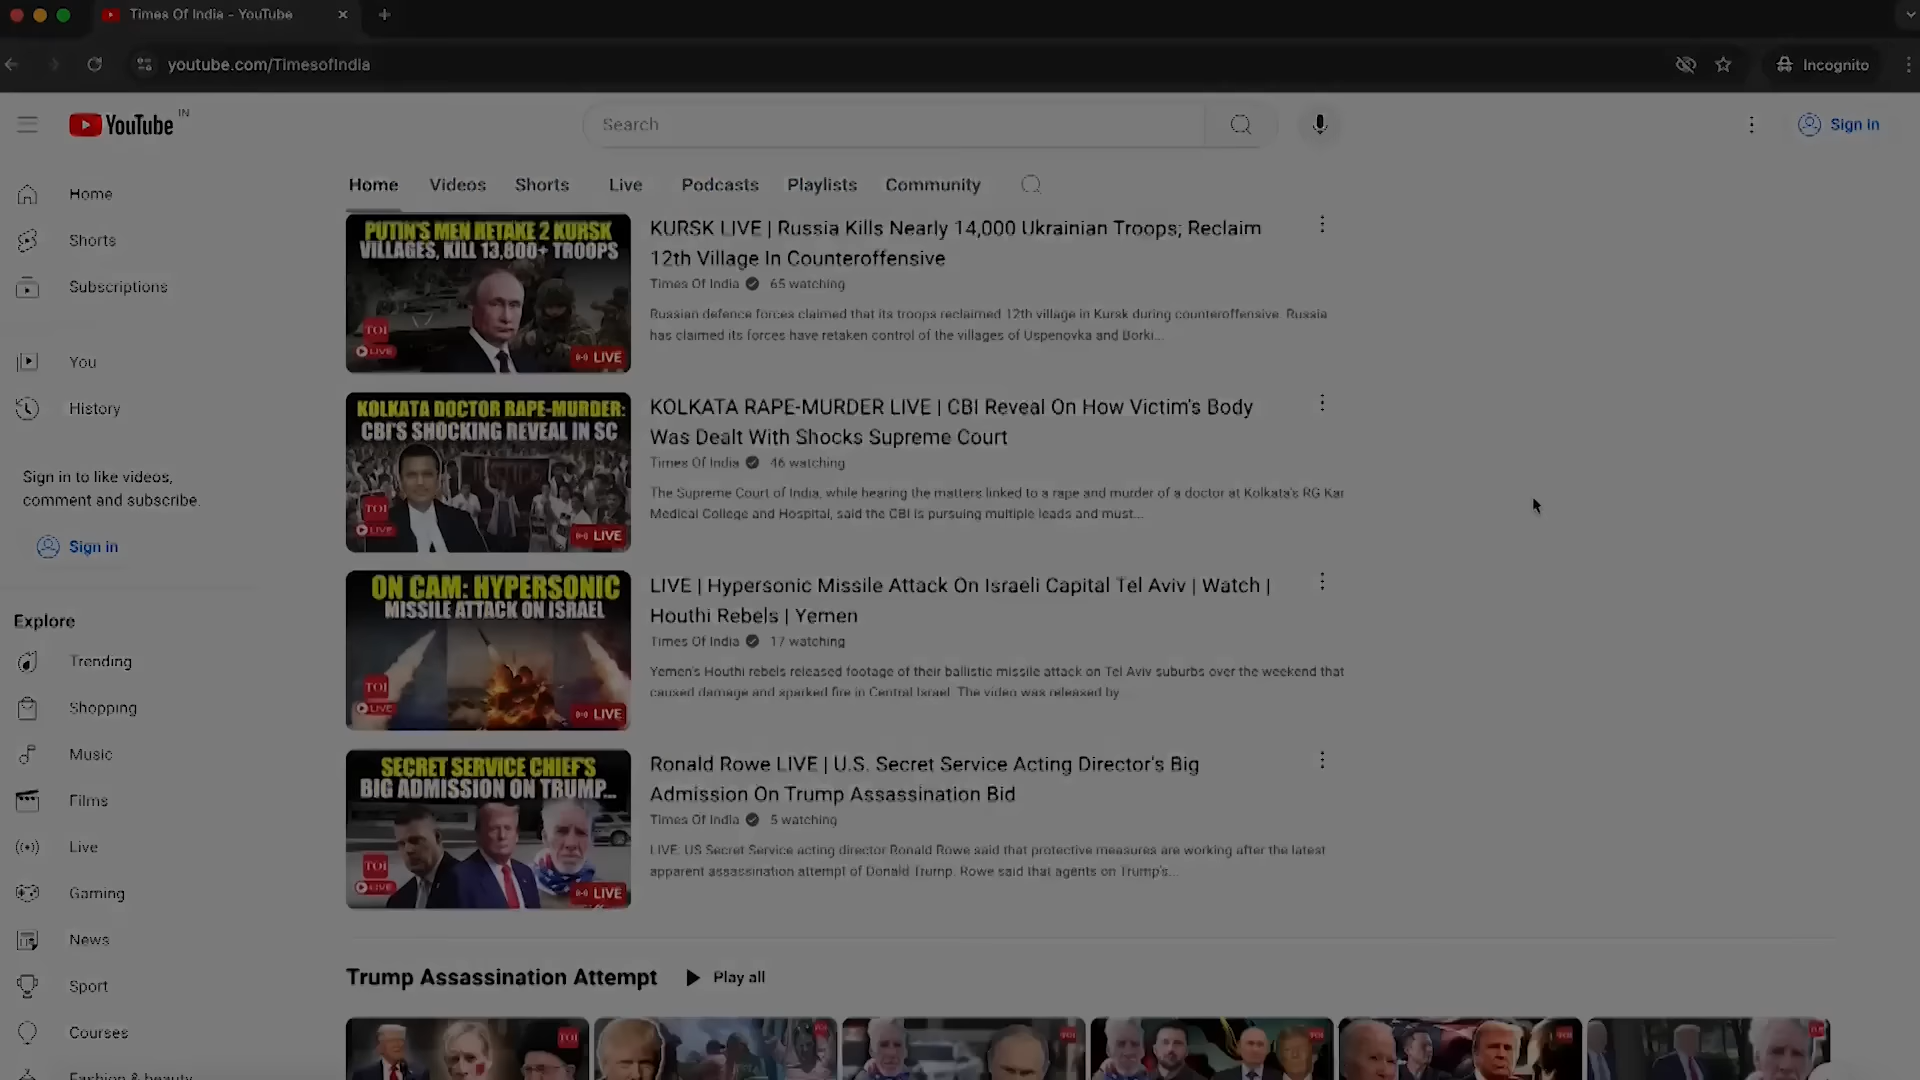 Times Of India - YouTube
youtube.com/TimesofIndia
Incognito
YouTube IN
Search
Sign in
Home
Shorts
Subscriptions
You
History
Sign in to like videos,
comment and subscribe.
Sign in
Explore
Trending
Shopping
Music
Films
Live
Gaming
News
Sport
Courses
Fashion & beauty
Home Videos Shorts Live Podcasts Playlists Community
PUTIN'S MEN RETAKE 2 KURSK
VILLAGES, KILL 13,800+ TROOPS
TOI
LIVE
LIVE
KURSK LIVE | Russia Kills Nearly 14,000 Ukrainian Troops; Reclaim
12th Village In Counteroffensive
Times Of India 65 watching
Russian defence forces claimed that its troops reclaimed 12th village in Kursk during counteroffensive. Russia
has claimed its forces have retaken control of the villages of Uspenovka and Borki...
KOLKATA DOCTOR RAPE-MURDER:
CBI'S SHOCKING REVEAL IN SC
TOI
LIVE
LIVE
KOLKATA RAPE-MURDER LIVE | CBI Reveal On How Victim's Body
Was Dealt With Shocks Supreme Court
Times Of India 46 watching
The Supreme Court of India, while hearing the matters linked to a rape and murder of a doctor at Kolkata's RG Kar
Medical College and Hospital, said the CBI is pursuing multiple leads and must...
ON CAM: HYPERSONIC
MISSILE ATTACK ON ISRAEL
TOI
LIVE
LIVE
LIVE | Hypersonic Missile Attack On Israeli Capital Tel Aviv | Watch |
Houthi Rebels | Yemen
Times Of India 17 watching
Yemen's Houthi rebels released footage of their ballistic missile attack on Tel Aviv suburbs over the weekend that
caused damage and sparked fire in Central Israel. The video was released by
SECRET SERVICE CHIEF'S
BIG ADMISSION ON TRUMP...
TOI
LIVE
LIVE
Ronald Rowe LIVE | U.S. Secret Service Acting Director's Big
Admission On Trump Assassination Bid
Times Of India 5 watching
LIVE: US Secret Service acting director Ronald Rowe said that protective measures are working after the latest
apparent assassination attempt of Donald Trump. Rowe said that agents on Trump's...
Trump Assassination Attempt Play all
TOI TOI TOI TOI TOI